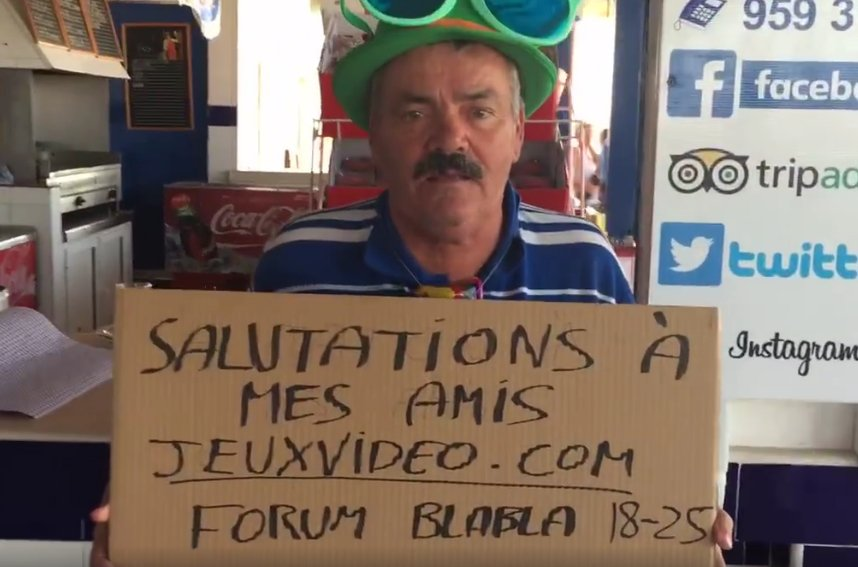 959 3
facebo
tripad
twitt
Instagram
Coca-Cola
SALUTATIONS À
MES AMIS
JEUXVIDEO.COM
FORUM BLABLA 18-25